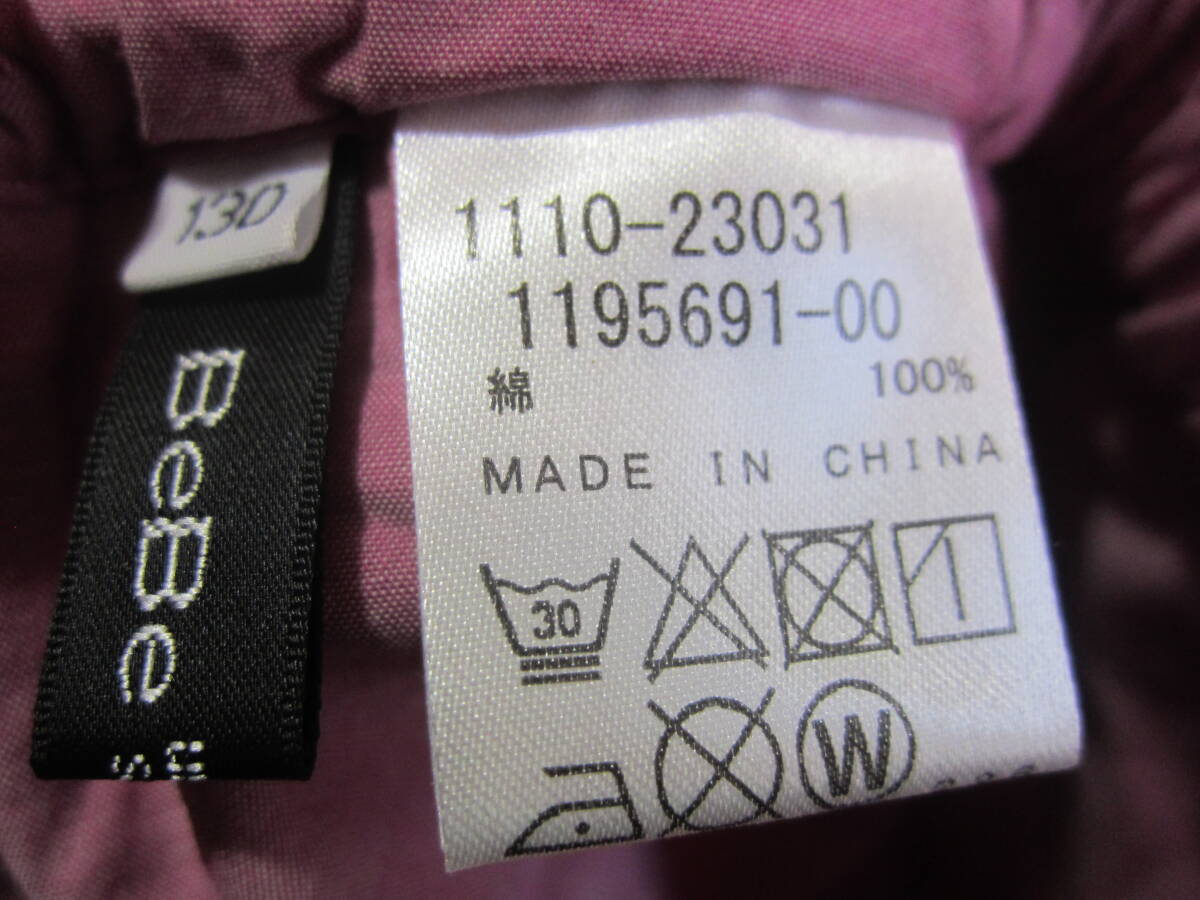 130
BeBe
1110-23031
1195691-00
綿 100%
MADE IN CHINA
30
W